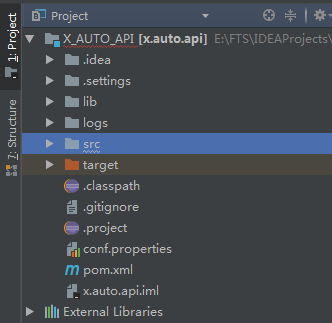 Project
1: Project
7: Structure
X_AUTO_API [x.auto.api] E:\FTS\IDEAProjects\
.idea
.settings
lib
logs
src
target
.classpath
.gitignore
.project
conf.properties
pom.xml
x.auto.api.iml
External Libraries